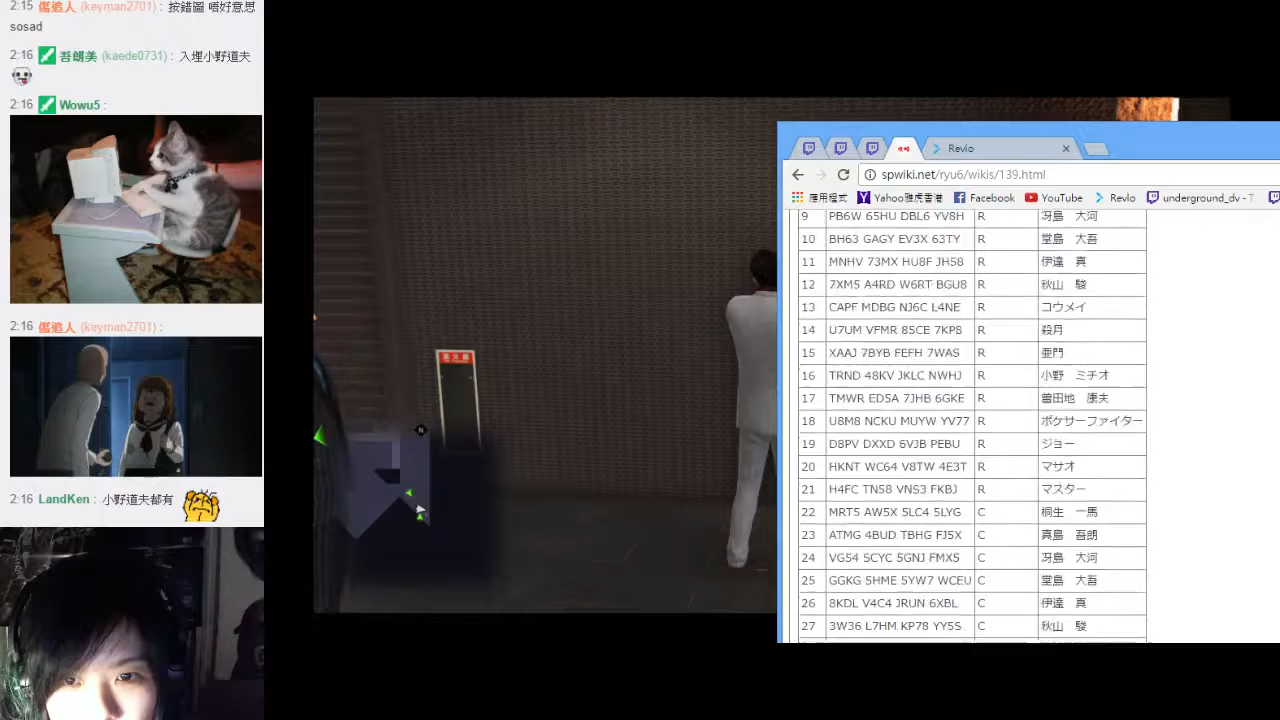 2:15 傷追人 (keyman2701) : 按錯圖 唔好意思
sosad
2:16 吾朗美 (kaede0731) : 入埋小野道夫
2:16 Wowu5 :
2:16 傷追人 (keyman2701) :
2:16 LandKen : 小野道夫都有
Revlo
spwiki.net/ryu6/wikis/139.html
應用程式 Yahoo雅虎香港 Facebook YouTube Revlo underground_dv - T
9 PB6W 65HU DBL6 YV8H R 冴島 大河
10 BH63 GAGY EV3X 63TY R 堂島 大吾
11 MNHV 73MX HU8F JH58 R 伊達 真
12 7XM5 A4RD W6RT BGU8 R 秋山 駿
13 CAPF MDBG NJ6C L4NE R コウメイ
14 U7UM VFMR 85CE 7KP8 R 殺月
15 XAAJ 7BYB FEFH 7WAS R 亜門
16 TRND 48KV JKLC NWHJ R 小野 ミチオ
17 TMWR ED5A 7JHB 6GKE R 菅田地 康夫
18 U8M8 NCKU MUYW YV77 R ポケサーファイター
19 D8PV DXXD 6VJB PEBU R ジョー
20 HKNT WC64 V8TW 4E3T R マサオ
21 H4FC TN58 VNS3 FKBJ R マスター
22 MRT5 AW5X SLC4 5LYG C 桐生 一馬
23 ATMG 4BUD TBHG FJ5X C 真島 吾朗
24 VG54 SCYC 5GNJ FMX5 C 冴島 大河
25 GGKG 5HME 5YW7 WCEU C 堂島 大吾
26 8KDL V4C4 JRUN 6XBL C 伊達 真
27 3W36 L7HM KP78 YY5S C 秋山 駿
N